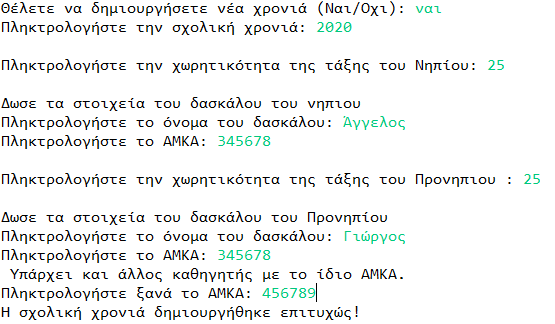 Θέλετε να δημιουργήσετε νέα χρονιά (Ναι/Οχι): ναι
Πληκτρολογήστε την σχολική χρονιά: 2020
Πληκτρολογήστε την χωρητικότητα της τάξης του Νηπίου: 25
Δωσε τα στοιχεία του δασκάλου του νηπιου
Πληκτρολογήστε το όνομα του δασκάλου: Άγγελος
Πληκτρολογήστε το ΑΜΚΑ: 345678
Πληκτρολογήστε την χωρητικότητα της τάξης του Προνηπιου : 25
Δωσε τα στοιχεία του δασκάλου του Προνηπίου
Πληκτρολογήστε το όνομα του δασκάλου: Γιώργος
Πληκτρολογήστε το ΑΜΚΑ: 345678
Υπάρχει και άλλος καθηγητής με το ίδιο ΑΜΚΑ.
Πληκτρολογήστε ξανά το ΑΜΚΑ: 456789
Η σχολική χρονιά δημιουργήθηκε επιτυχώς!